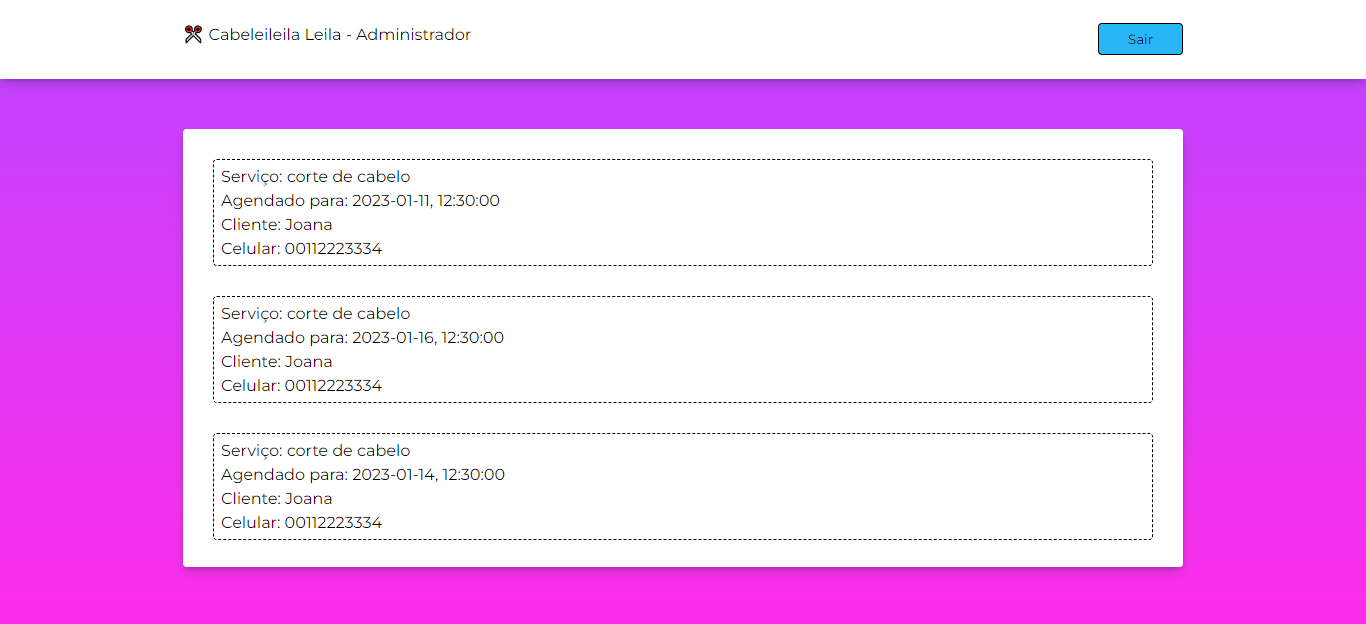 Cabeleileila Leila - Administrador
Sair
Serviço: corte de cabelo
Agendado para: 2023-01-11, 12:30:00
Cliente: Joana
Celular: 00112223334
Serviço: corte de cabelo
Agendado para: 2023-01-16, 12:30:00
Cliente: Joana
Celular: 00112223334
Serviço: corte de cabelo
Agendado para: 2023-01-14, 12:30:00
Cliente: Joana
Celular: 00112223334